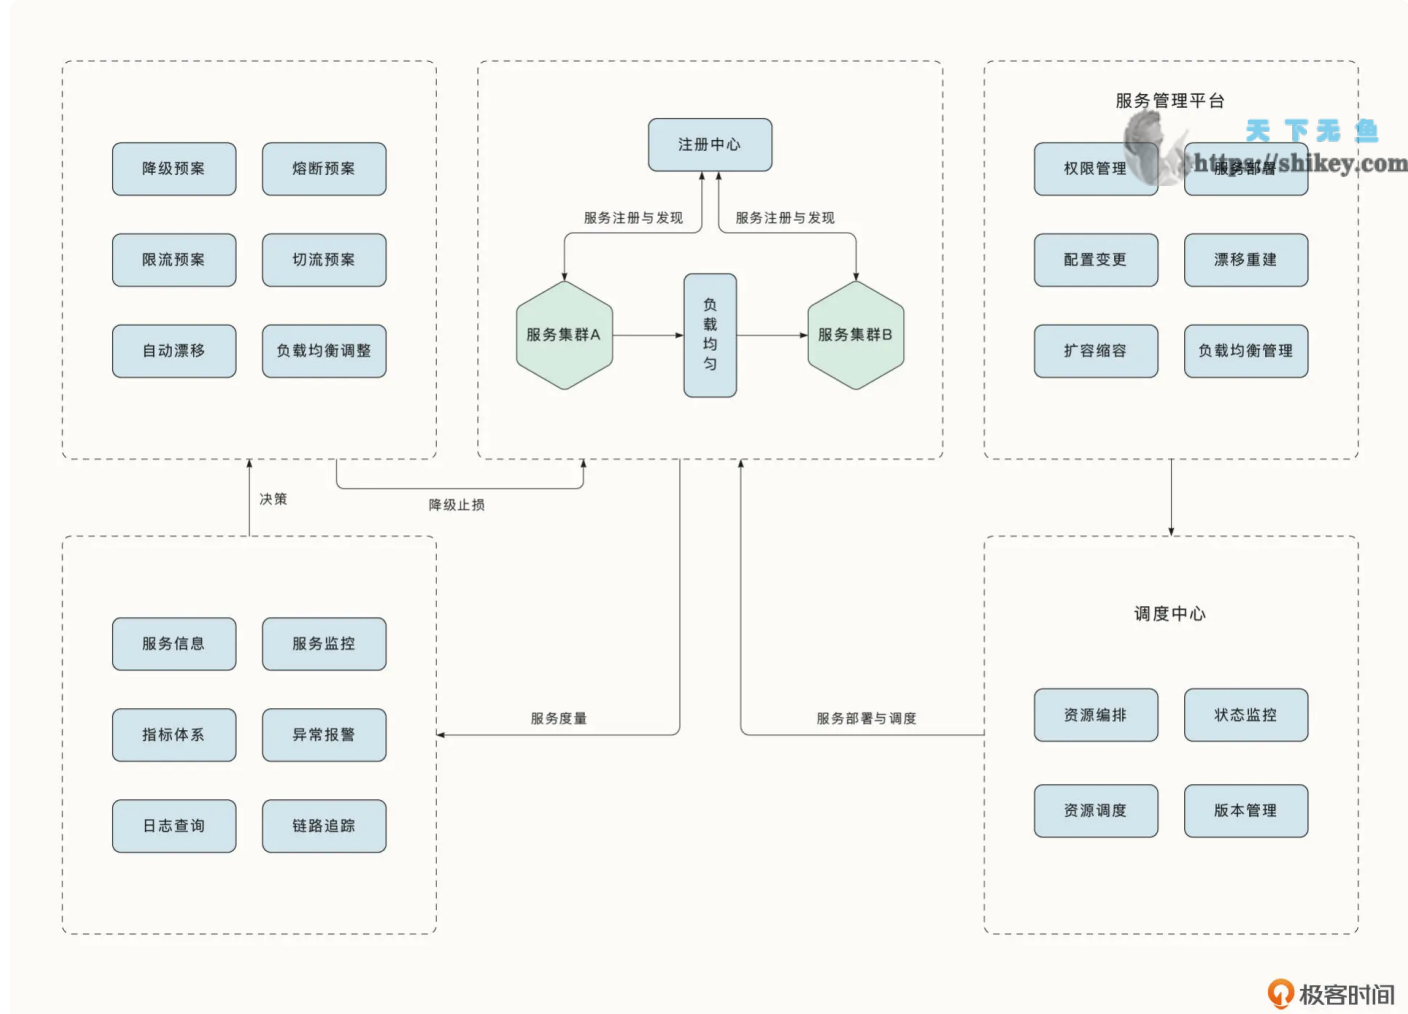 降级预案
熔断预案
限流预案
切流预案
自动漂移
负载均衡调整
注册中心
服务注册与发现
服务注册与发现
服务集群A
负载均匀
服务集群B
服务管理平台
天下无鱼
https://shikey.com
权限管理
服务部署
配置变更
漂移重建
扩容缩容
负载均衡管理
决策
降级止损
服务信息
服务监控
指标体系
异常报警
日志查询
链路追踪
服务度量
服务部署与调度
调度中心
资源编排
状态监控
资源调度
版本管理
极客时间